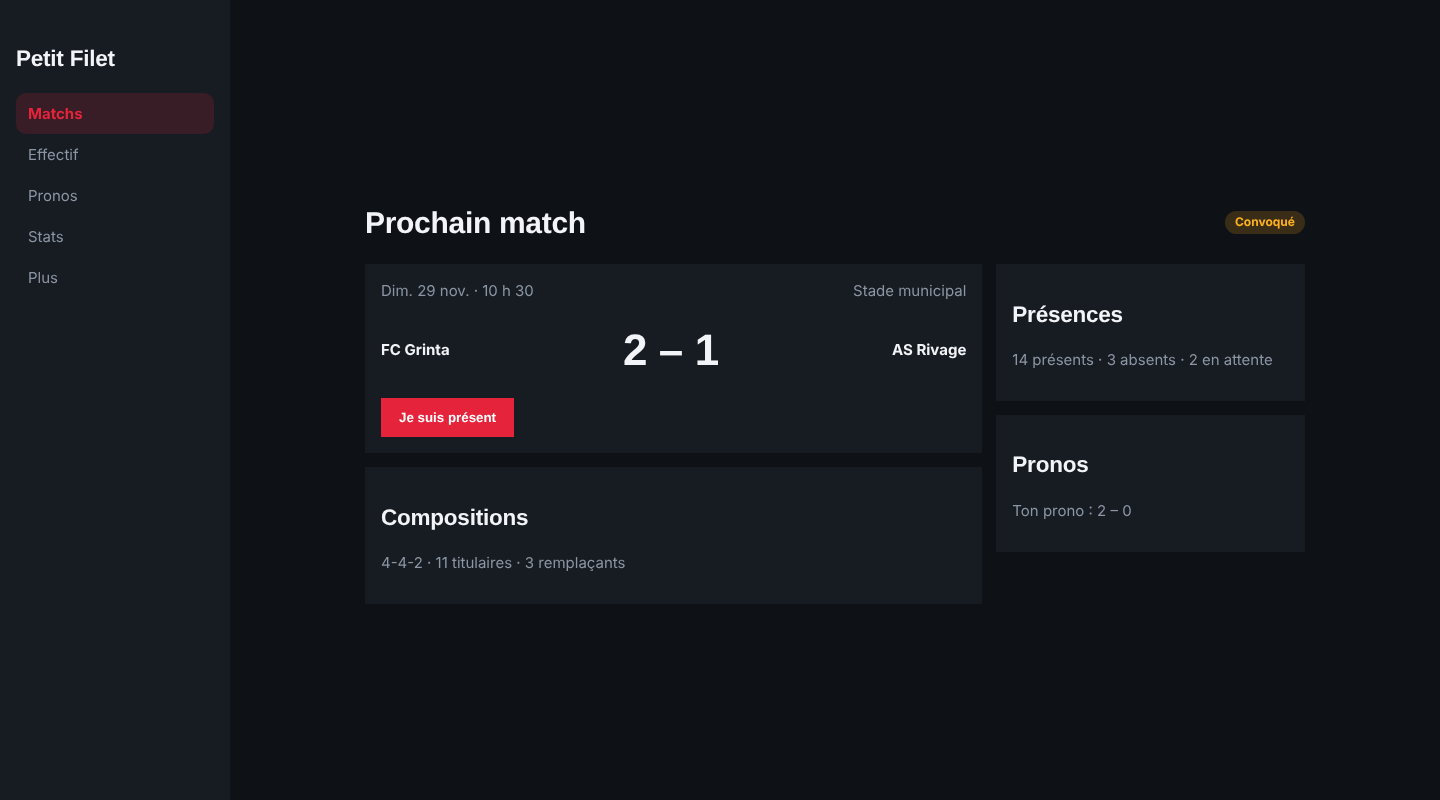 Petit Filet
Matchs
Effectif
Pronos
Stats
Plus
Prochain match
Convoqué
Dim. 29 nov. · 10 h 30
Stade municipal
FC Grinta
2 – 1
AS Rivage
Je suis présent
Compositions
4-4-2 · 11 titulaires · 3 remplaçants
Présences
14 présents · 3 absents · 2 en attente
Pronos
Ton prono : 2 – 0